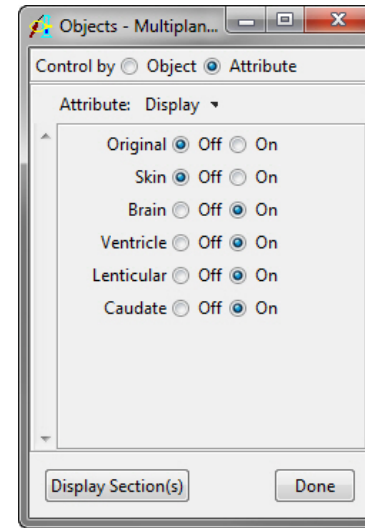 Objects - Multiplan...
Control by Object Attribute
Attribute: Display
Original Off On
Skin Off On
Brain Off On
Ventricle Off On
Lenticular Off On
Caudate Off On
Display Section(s) Done